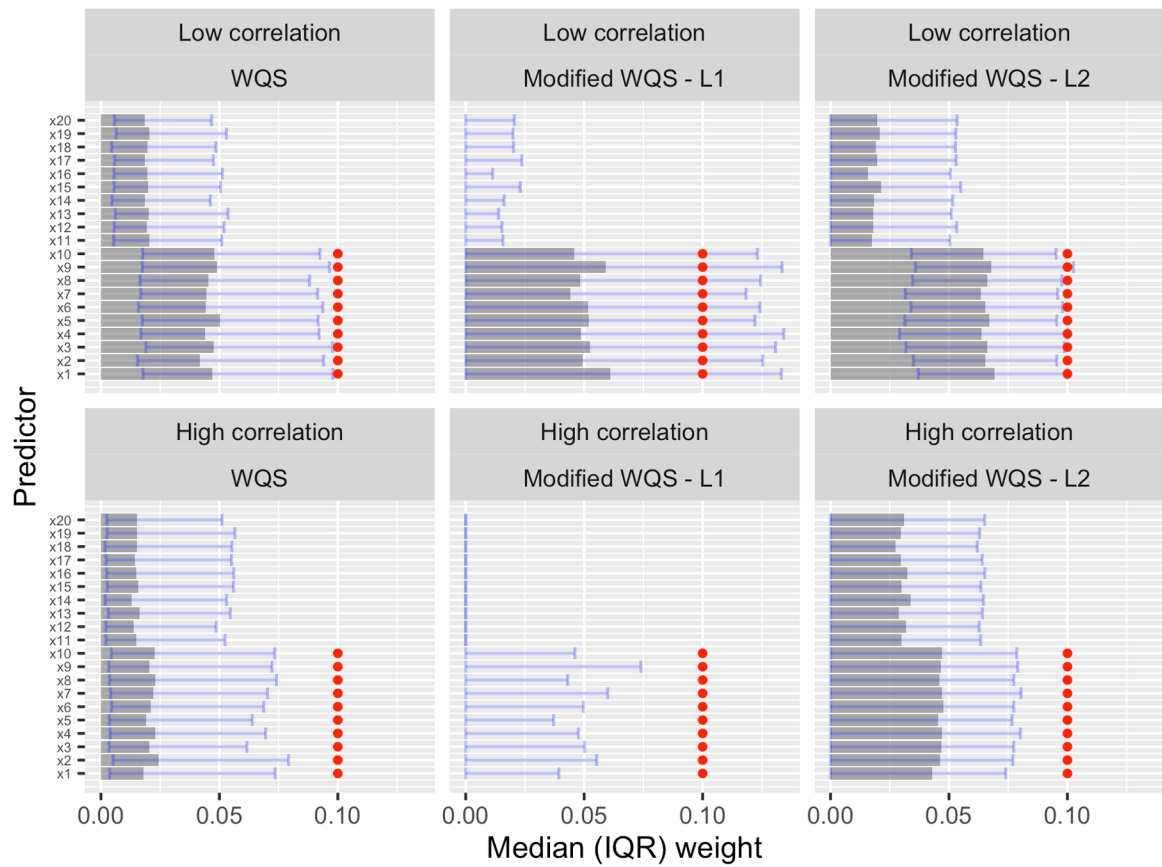 Low correlation
Low correlation
Low correlation
WQS
Modified WQS - L1
Modified WQS - L2
x20
x19
x18
x17
x16
x15
x14
x13
x12
x11
x10
x9
x8
x7
x6
x5
x4
x3
x2
x1
Predictor
High correlation
High correlation
High correlation
WQS
Modified WQS - L1
Modified WQS - L2
x20
x19
x18
x17
x16
x15
x14
x13
x12
x11
x10
x9
x8
x7
x6
x5
x4
x3
x2
x1
0.00 0.05 0.10 0.00 0.05 0.10 0.00 0.05 0.10
Median (IQR) weight